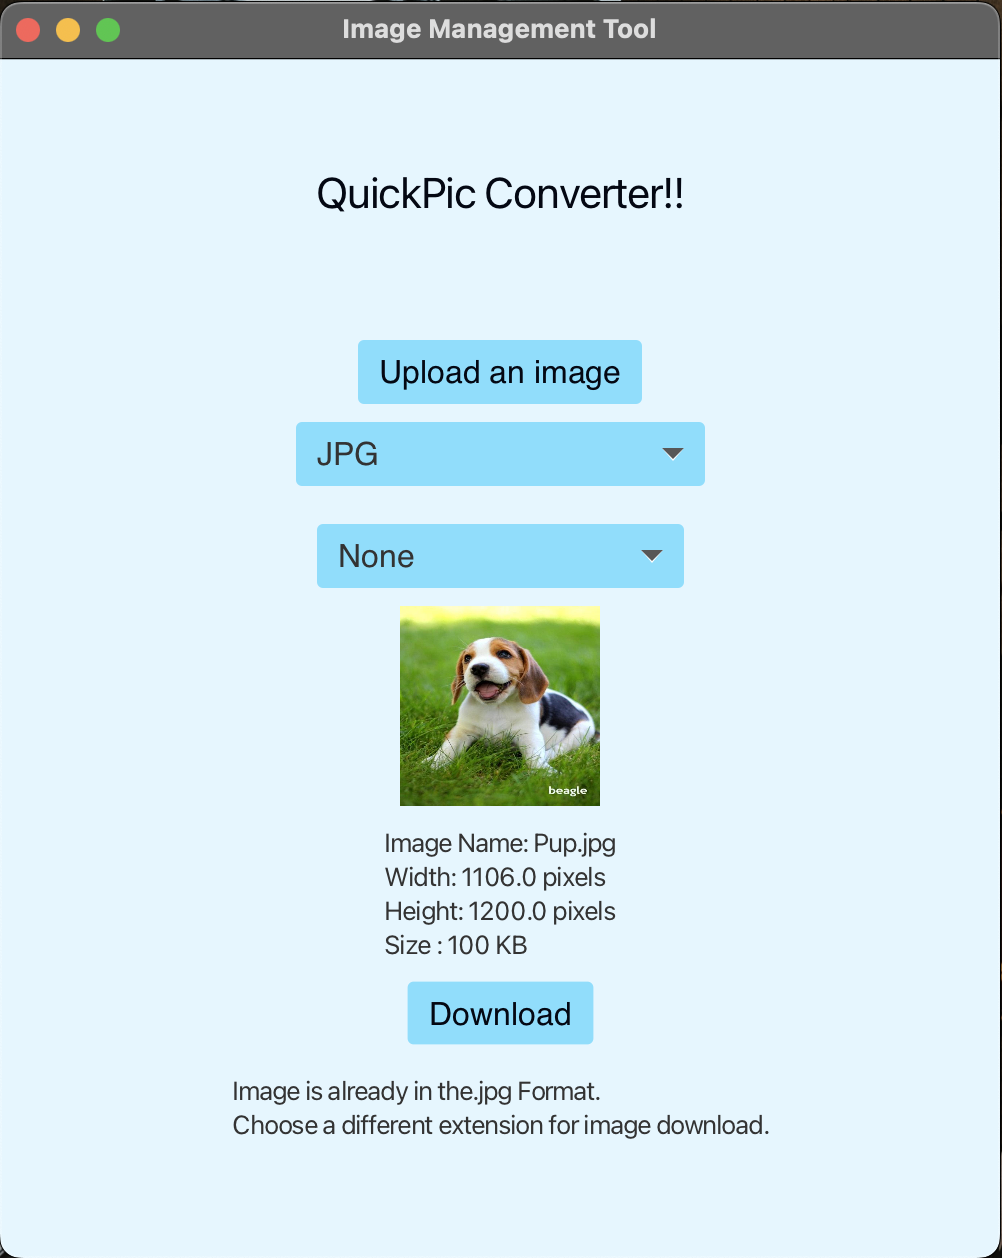 Image Management Tool
QuickPic Converter!!
Upload an image
JPG
None
beagle
Image Name: Pup.jpg
Width: 1106.0 pixels
Height: 1200.0 pixels
Size : 100 KB
Download
Image is already in the.jpg Format.
Choose a different extension for image download.